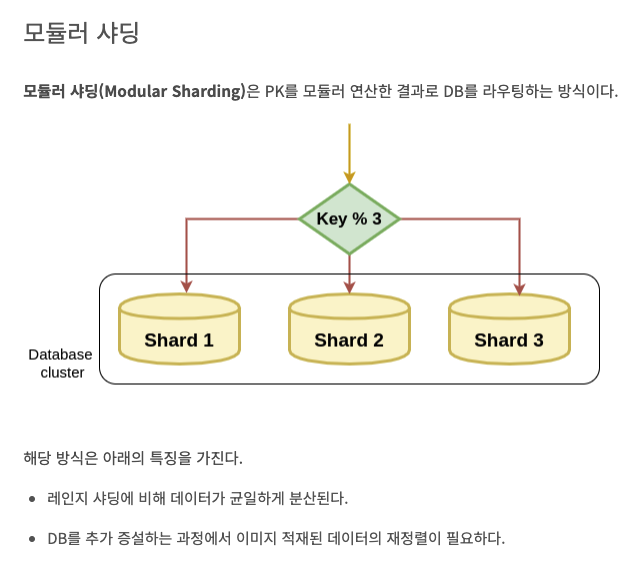 모듈러 샤딩
모듈러 샤딩(Modular Sharding)은 PK를 모듈러 연산한 결과로 DB를 라우팅하는 방식이다.
Key % 3
Shard 1
Shard 2
Shard 3
Database
cluster
해당 방식은 아래의 특징을 가진다.
레인지 샤딩에 비해 데이터가 균일하게 분산된다.
DB를 추가 증설하는 과정에서 이미지 적재된 데이터의 재정렬이 필요하다.